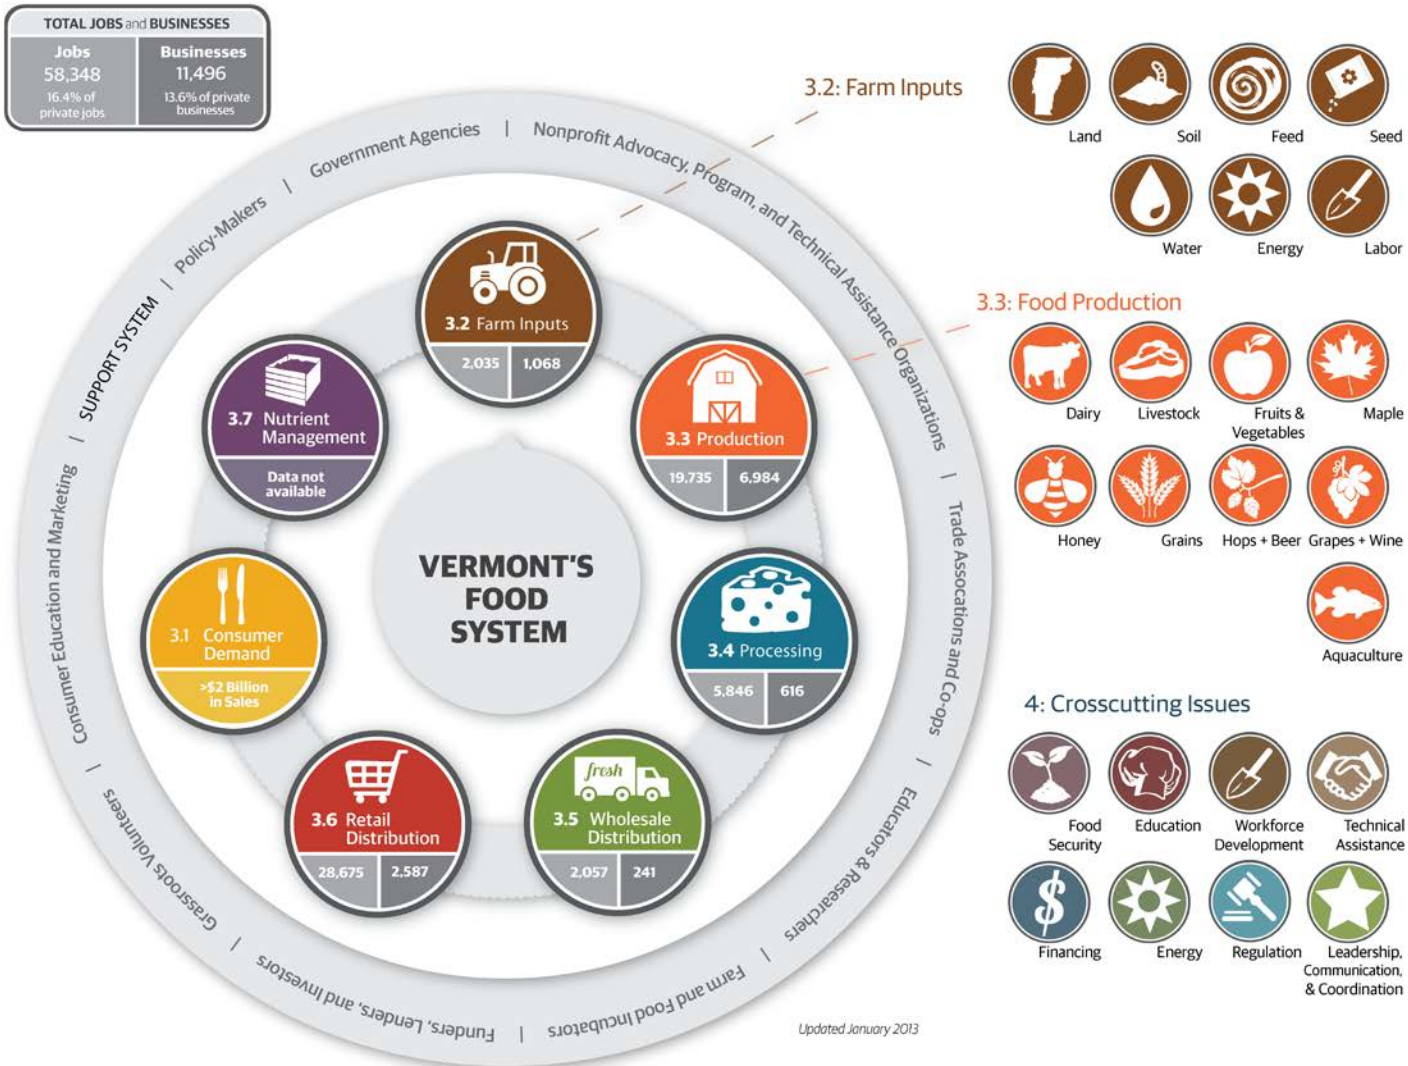 TOTAL JOBS and BUSINESSES
Jobs
58,348
16.4% of
private jobs
Businesses
11,496
13.6% of private
businesses
SUPPORT SYSTEM | Policy-Makers | Government Agencies | Nonprofit Advocacy, Program, and Technical Assistance Organizations | Trade Assocations and Co-ops | Educators & Researchers | Farm and Food Incubators | Funders, Lenders, and Investors | Grassroots Volunteers | Consumer Education and Marketing |
VERMONT'S
FOOD
SYSTEM
3.2 Farm Inputs
2,035
1,068
3.3 Production
19,735
6,984
3.4 Processing
5,846
616
fresh
3.5 Wholesale
Distribution
2,057
241
3.6 Retail
Distribution
28,675
2,587
3.1 Consumer
Demand
>$2 Billion
in Sales
3.7 Nutrient
Management
Data not
available
3.2: Farm Inputs
Land
Soil
Feed
Seed
Water
Energy
Labor
3.3: Food Production
Dairy
Livestock
Fruits &
Vegetables
Maple
Honey
Grains
Hops + Beer
Grapes + Wine
Aquaculture
4: Crosscutting Issues
Food
Security
Education
Workforce
Development
Technical
Assistance
$
Financing
Energy
Regulation
Leadership,
Communication,
& Coordination
Updated January 2013